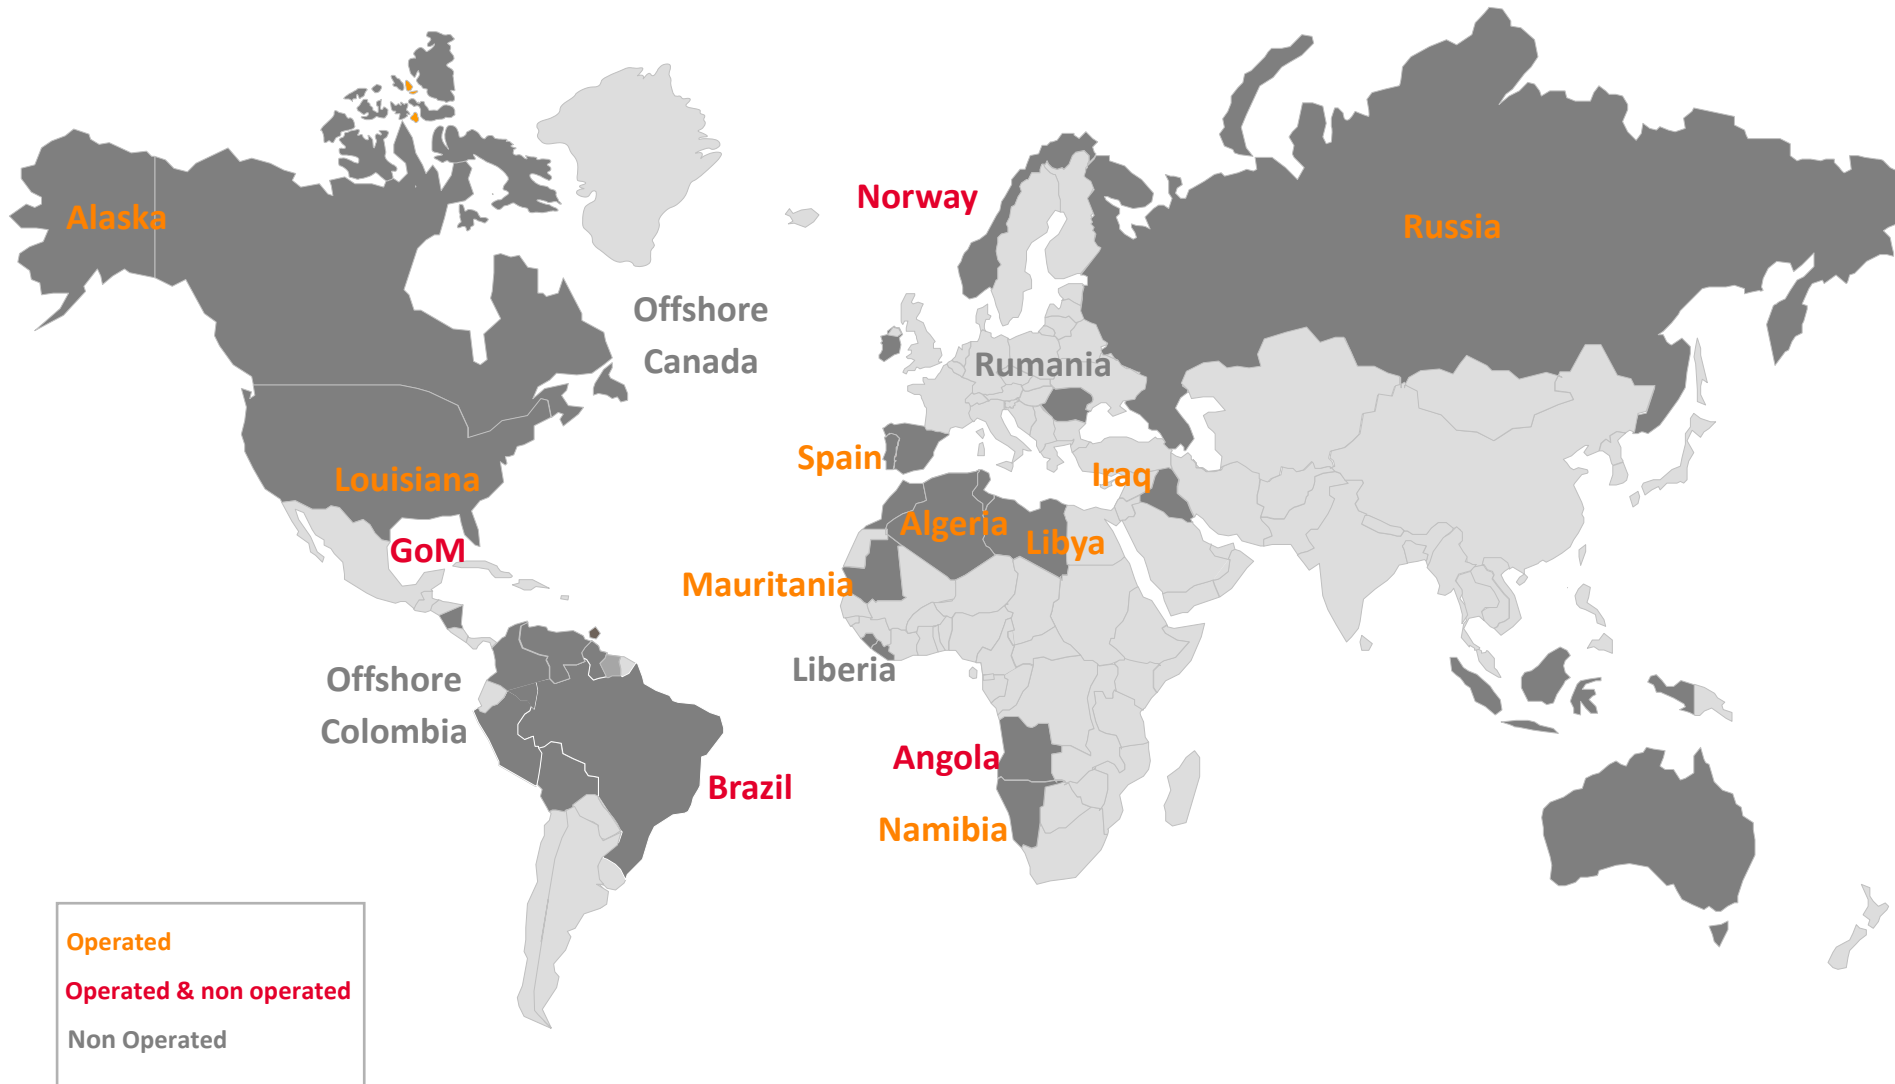 Norway
Alaska
Russia
Offshore
Canada
Rumania
Spain
Iraq
Louisiana
Algeria
Libya
GoM
Mauritania
Liberia
Offshore
Colombia
Angola
Brazil
Namibia
Operated
Operated & non operated
Non Operated